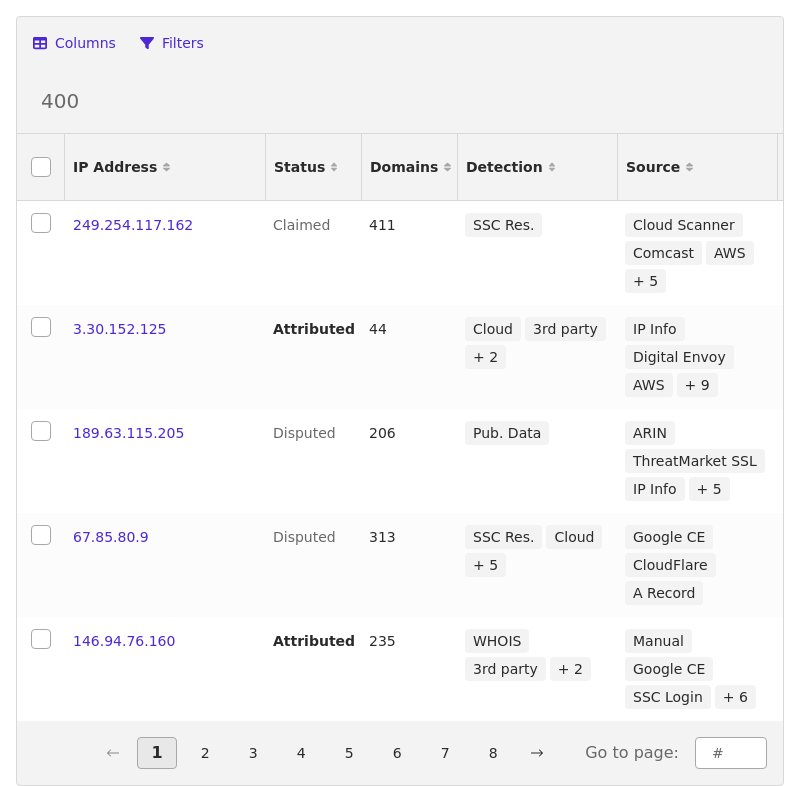 Columns Filters
400
IP Address Status Domains Detection Source
249.254.117.162 Claimed 411 SSC Res. Cloud Scanner
Comcast AWS
+ 5
3.30.152.125 Attributed 44 Cloud 3rd party IP Info
+ 2 Digital Envoy
AWS + 9
189.63.115.205 Disputed 206 Pub. Data ARIN
ThreatMarket SSL
IP Info + 5
67.85.80.9 Disputed 313 SSC Res. Cloud Google CE
+ 5 CloudFlare
A Record
146.94.76.160 Attributed 235 WHOIS Manual
3rd party + 2 Google CE
SSC Login + 6
← 1 2 3 4 5 6 7 8 → Go to page: #